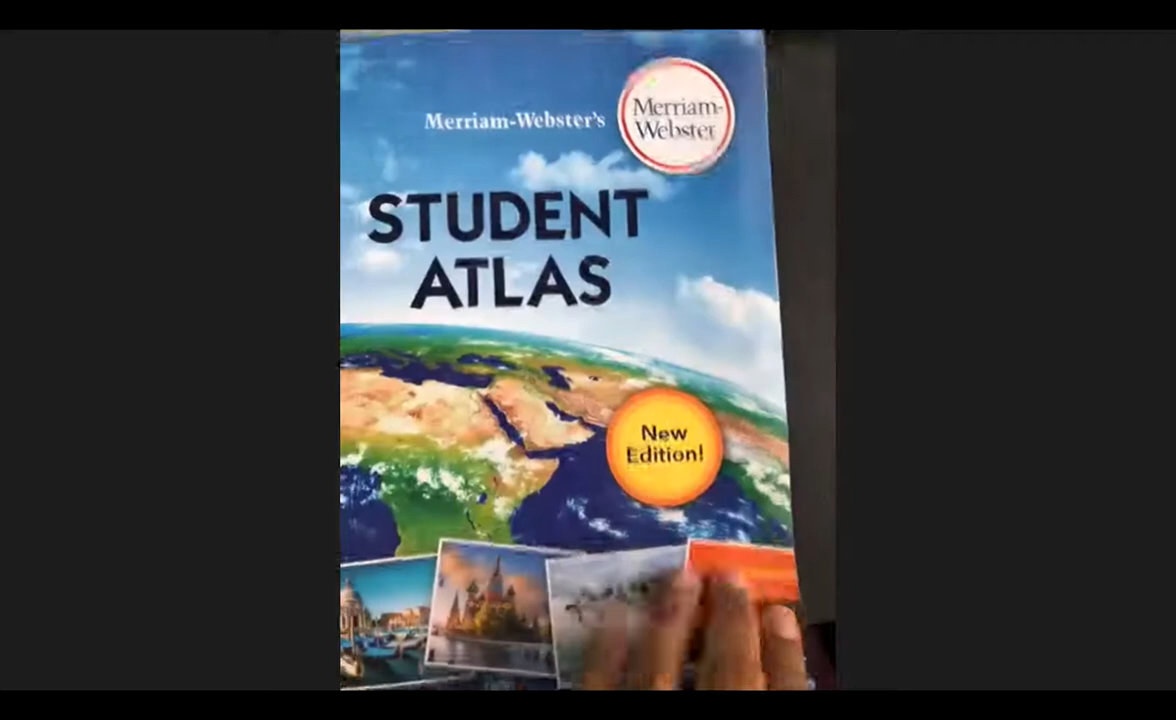 Merriam-Webster's
Merriam-
Webster
STUDENT
ATLAS
New
Edition!